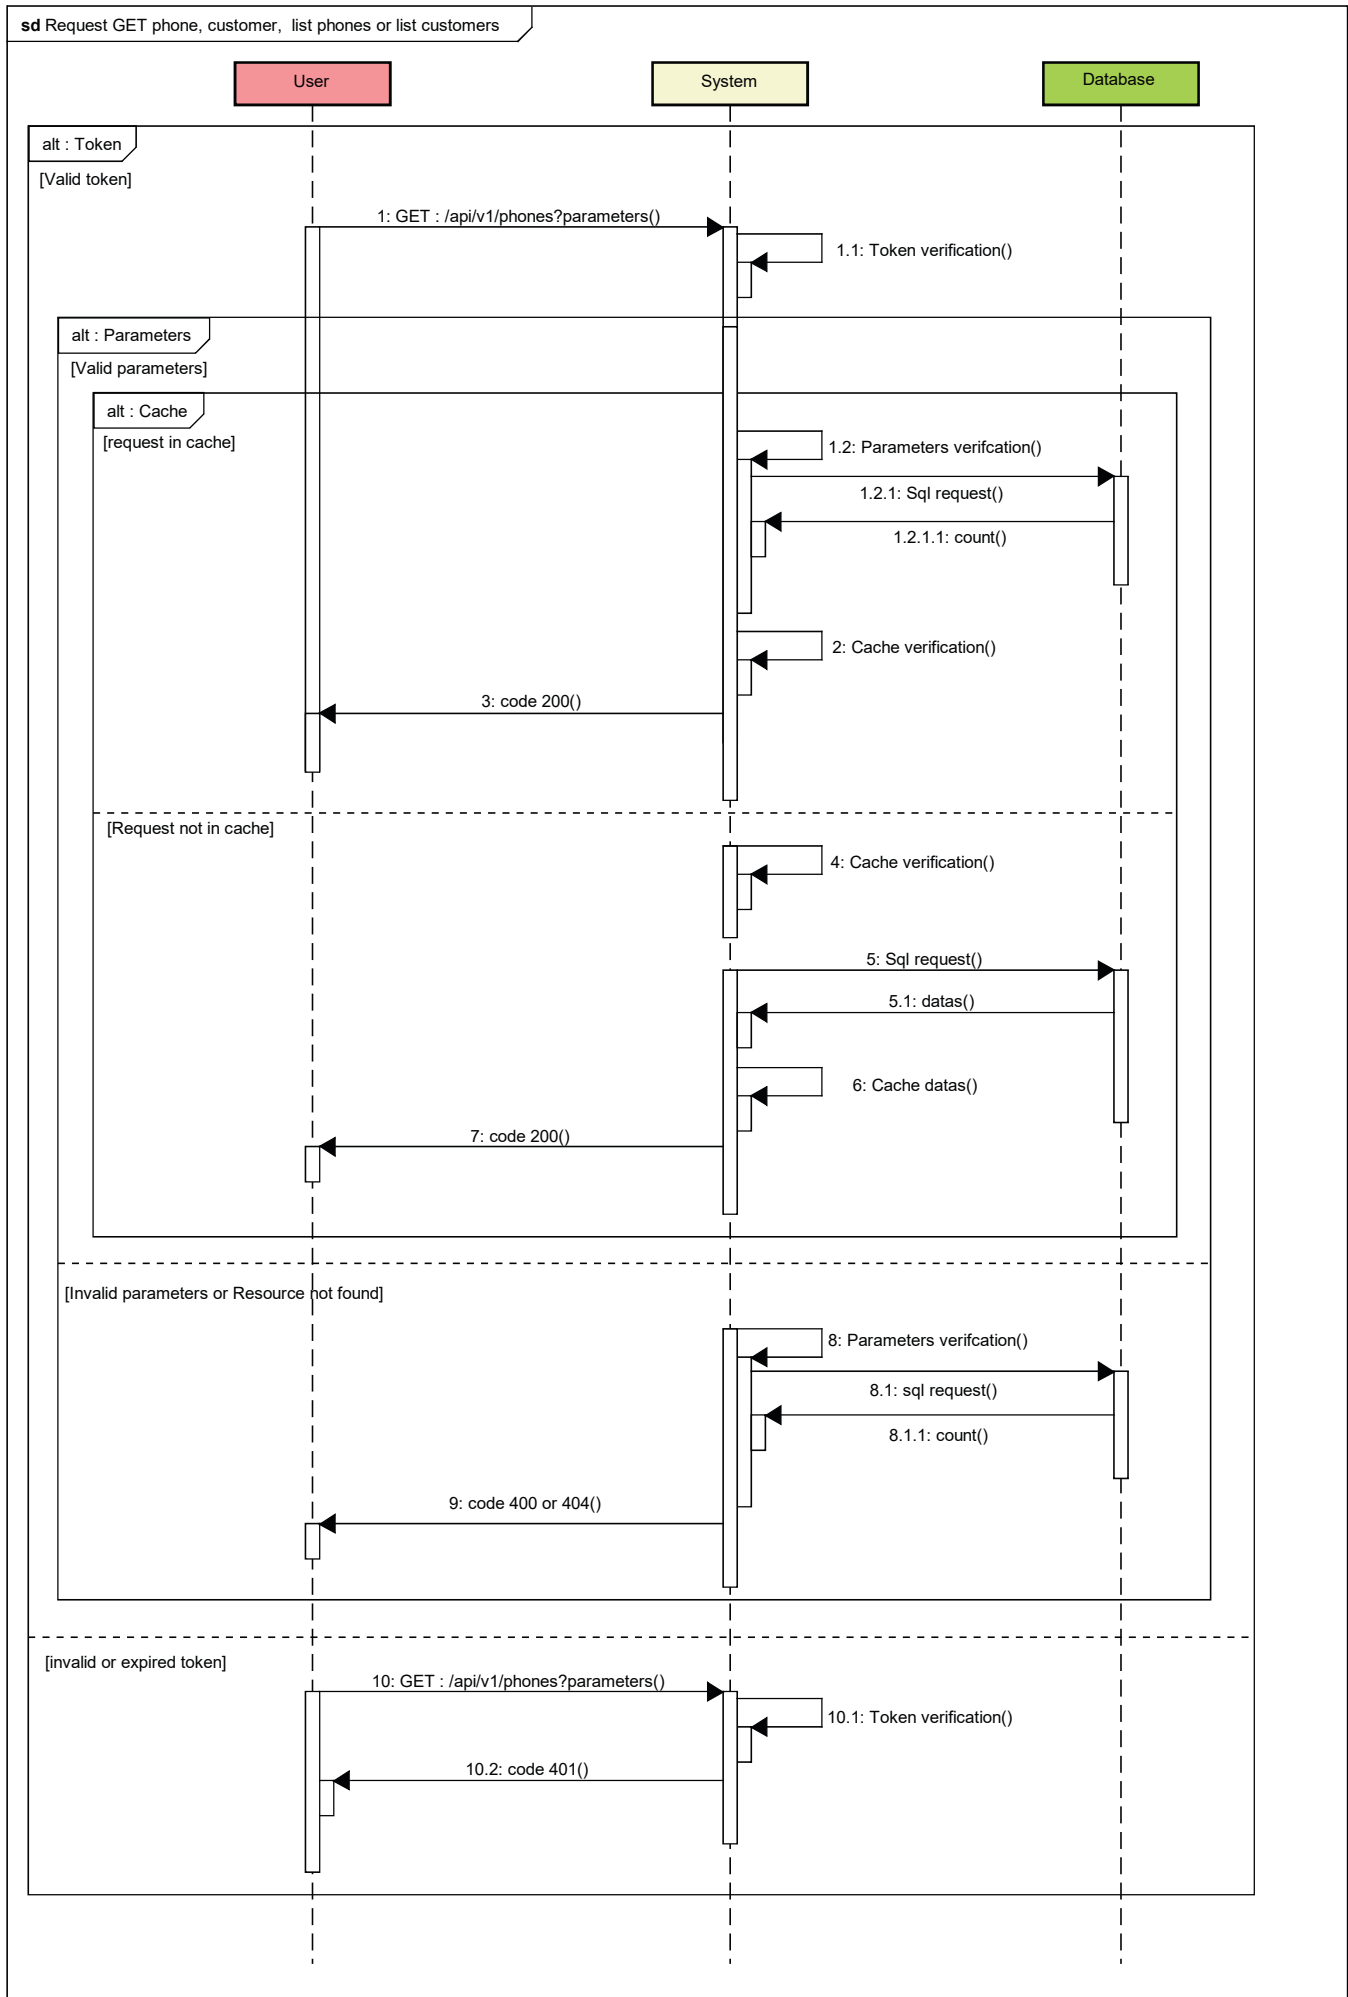 sd Request GET phone, customer, list phones or list customers
User
System
Database
alt : Token
[Valid token]
1: GET : /api/v1/phones?parameters()
1.1: Token verification()
alt : Parameters
[Valid parameters]
alt : Cache
[request in cache]
1.2: Parameters verifcation()
1.2.1: Sql request()
1.2.1.1: count()
2: Cache verification()
3: code 200()
[Request not in cache]
4: Cache verification()
5: Sql request()
5.1: datas()
6: Cache datas()
7: code 200()
[Invalid parameters or Resource not found]
8: Parameters verifcation()
8.1: sql request()
8.1.1: count()
9: code 400 or 404()
[invalid or expired token]
10: GET : /api/v1/phones?parameters()
10.1: Token verification()
10.2: code 401()